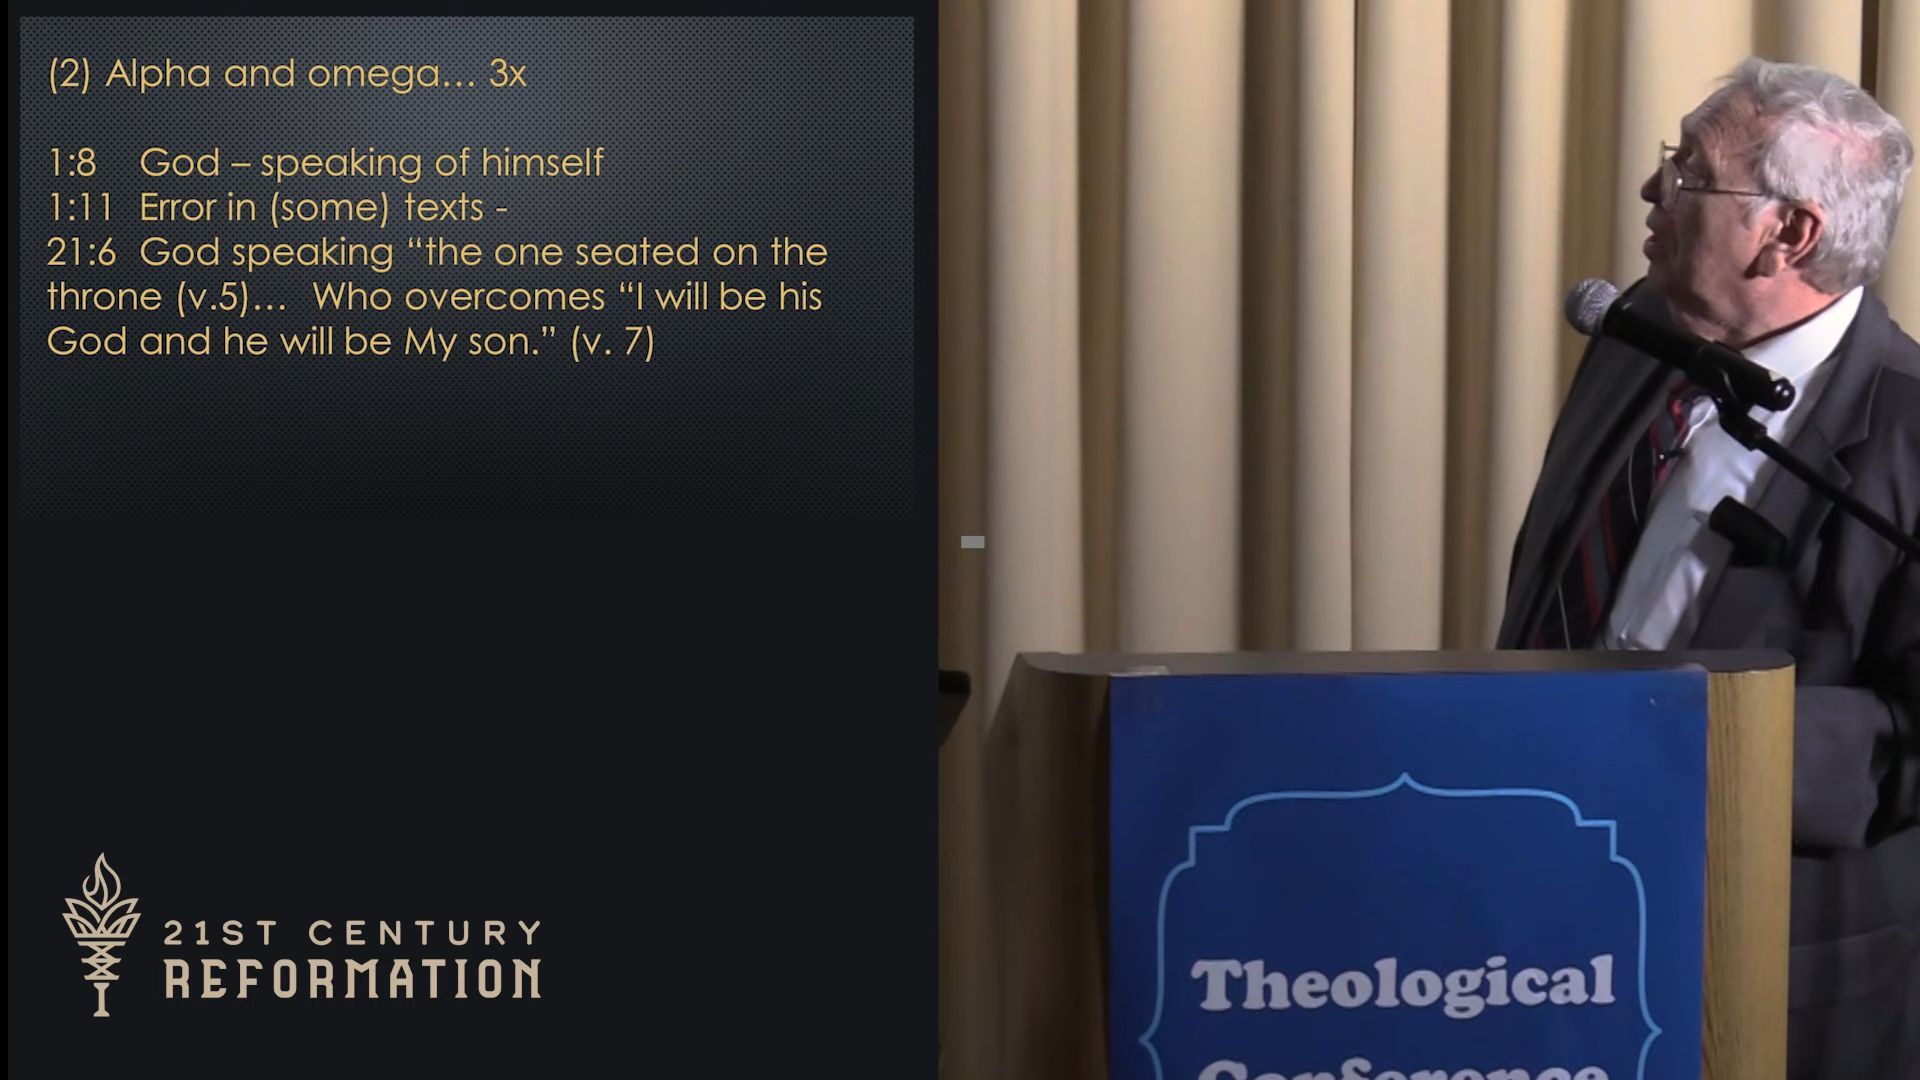 (2) Alpha and omega... 3x
1:8 God – speaking of himself
1:11 Error in (some) texts -
21:6 God speaking “the one seated on the
throne (v.5)... Who overcomes “I will be his
God and he will be My son.” (v. 7)
21ST CENTURY
REFORMATION
Theological
Conference